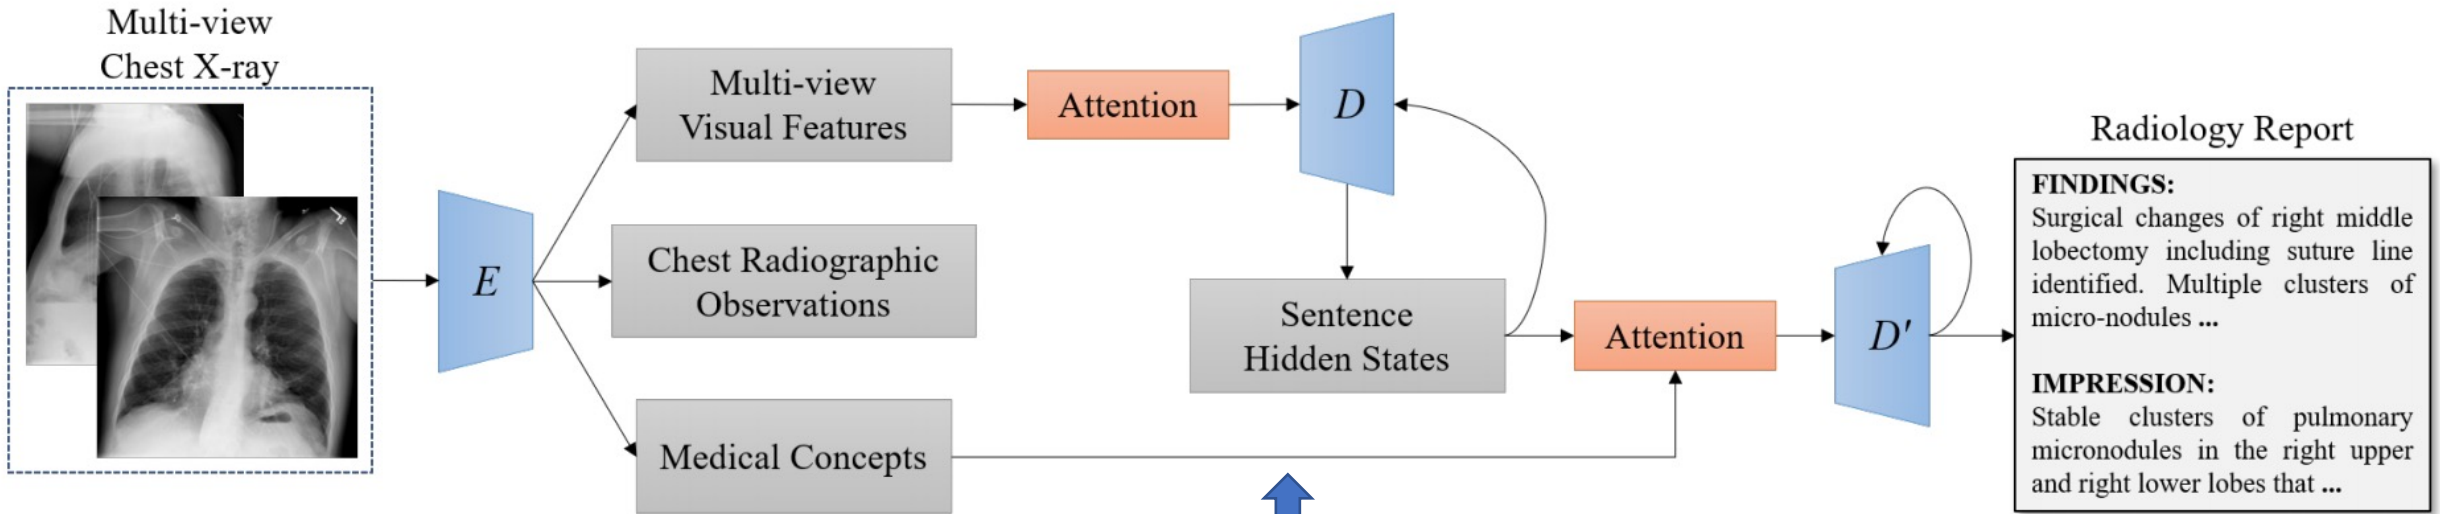 Multi-view
Chest X-ray
E
Multi-view
Visual Features
Chest Radiographic
Observations
Medical Concepts
Attention
D
Sentence
Hidden States
Attention
D'
Radiology Report
FINDINGS:
Surgical changes of right middle
lobectomy including suture line
identified. Multiple clusters of
micro-nodules ...
IMPRESSION:
Stable clusters of pulmonary
micronodules in the right upper
and right lower lobes that ...